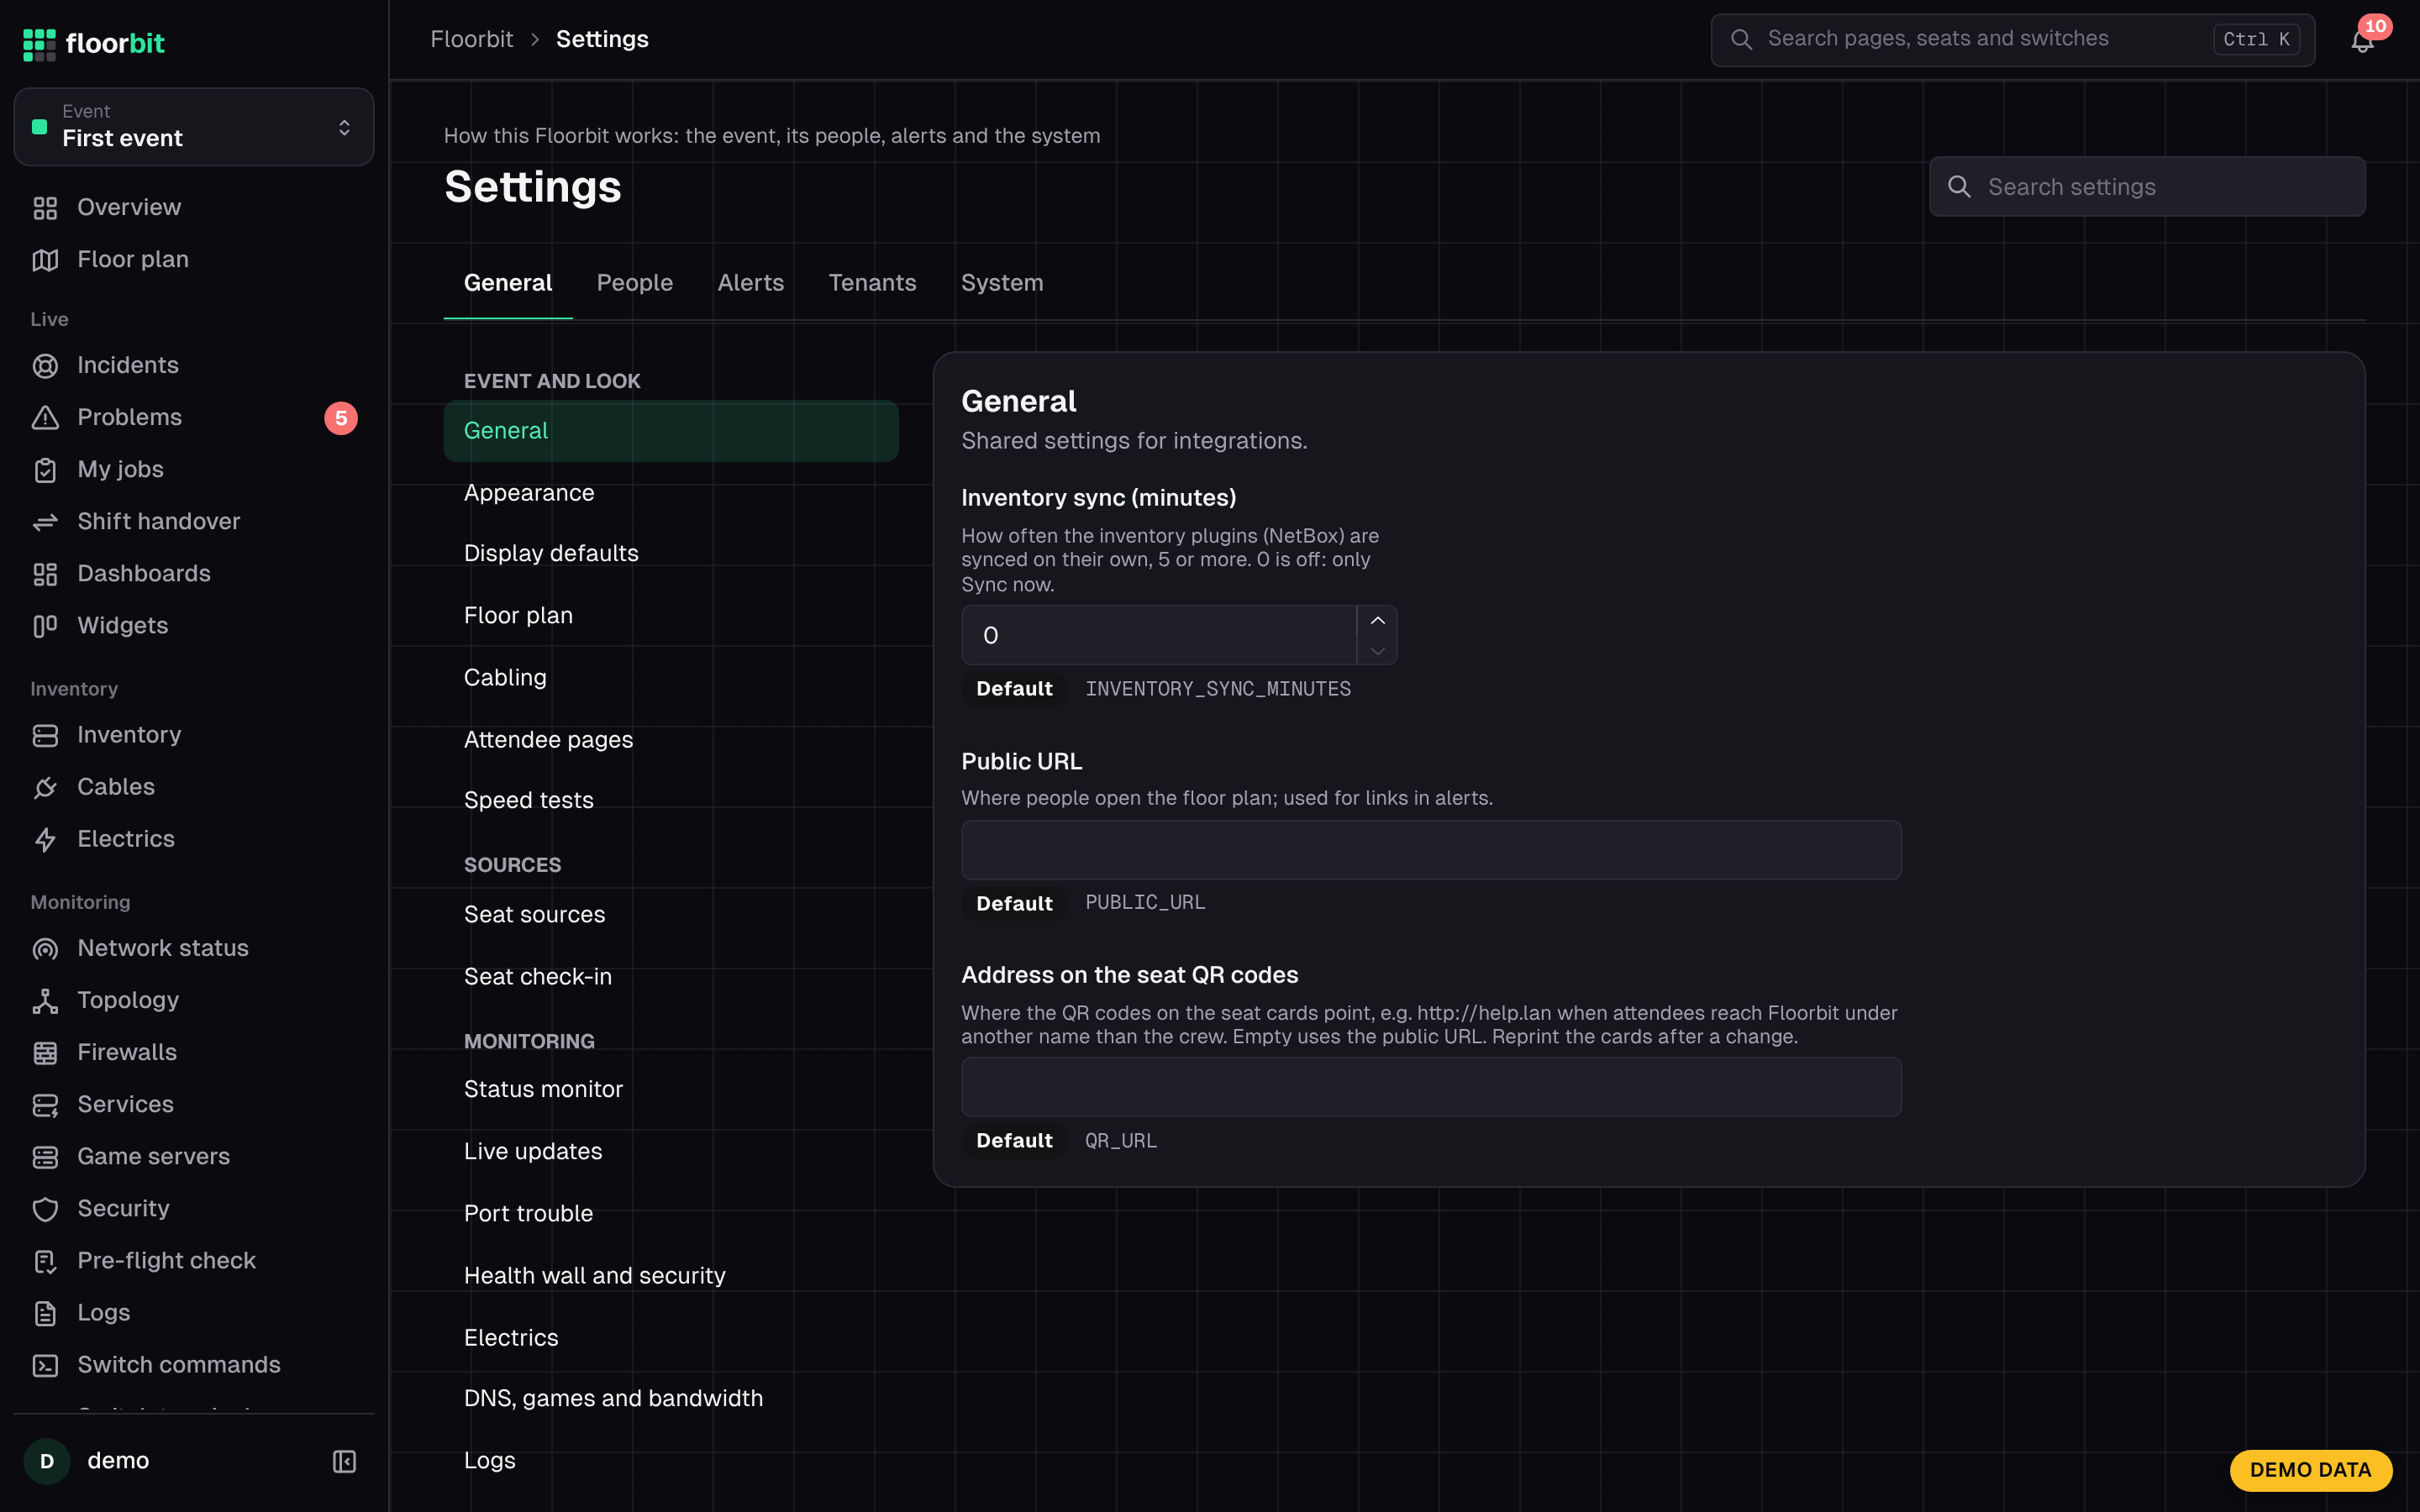 floorbit
Event
First event
Overview
Floor plan
Live
Incidents
Problems
5
My jobs
Shift handover
Dashboards
Widgets
Inventory
Inventory
Cables
Electrics
Monitoring
Network status
Topology
Firewalls
Services
Game servers
Security
Pre-flight check
Logs
Switch commands
D
demo
Floorbit
Settings
Search pages, seats and switches
Ctrl K
10
How this Floorbit works: the event, its people, alerts and the system
Settings
Search settings
General
People
Alerts
Tenants
System
EVENT AND LOOK
General
Appearance
Display defaults
Floor plan
Cabling
Attendee pages
Speed tests
SOURCES
Seat sources
Seat check-in
MONITORING
Status monitor
Live updates
Port trouble
Health wall and security
Electrics
DNS, games and bandwidth
Logs
General
Shared settings for integrations.
Inventory sync (minutes)
How often the inventory plugins (NetBox) are
synced on their own, 5 or more. 0 is off: only
Sync now.
0
Default INVENTORY_SYNC_MINUTES
Public URL
Where people open the floor plan; used for links in alerts.
Default PUBLIC_URL
Address on the seat QR codes
Where the QR codes on the seat cards point, e.g. http://help.lan when attendees reach Floorbit under
another name than the crew. Empty uses the public URL. Reprint the cards after a change.
Default QR_URL
DEMO DATA